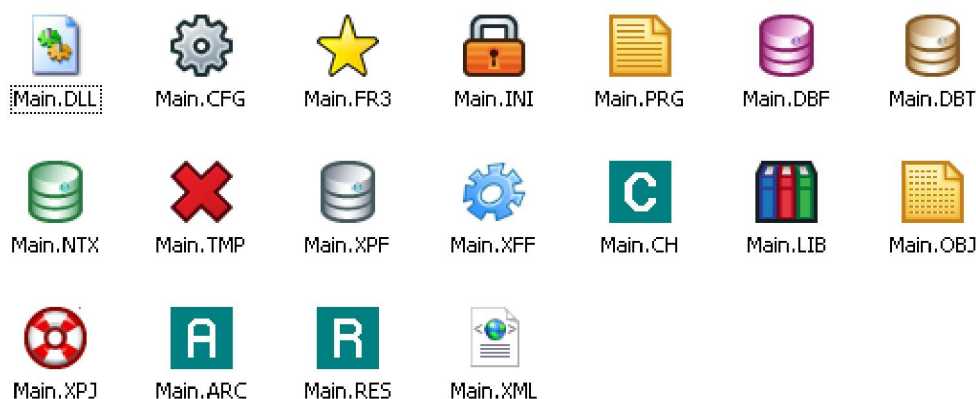 Main.DLL Main.CFG Main.FR3 Main.INI Main.PRG Main.DBF Main.DBT
C
Main.NTX Main.TMP Main.XPF Main.XFF Main.CH Main.LIB Main.OBJ
A R
Main.XPJ Main.ARC Main.RES Main.XML